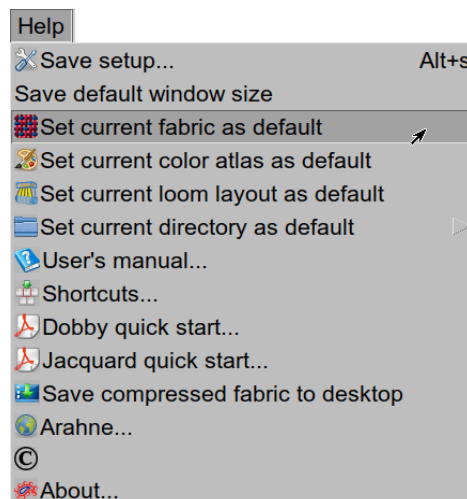 Help
Save setup... Alt+s
Save default window size
Set current fabric as default
Set current color atlas as default
Set current loom layout as default
Set current directory as default
User's manual...
Shortcuts...
Dobby quick start...
Jacquard quick start...
Save compressed fabric to desktop
Arahne...
©
About...